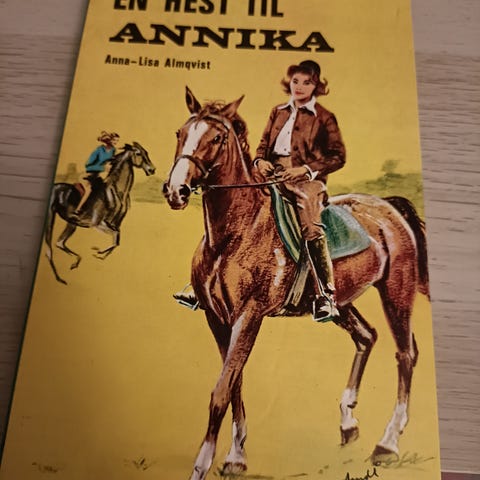 EN HEST TIL
ANNIKA
Anna-Lisa Almqvist